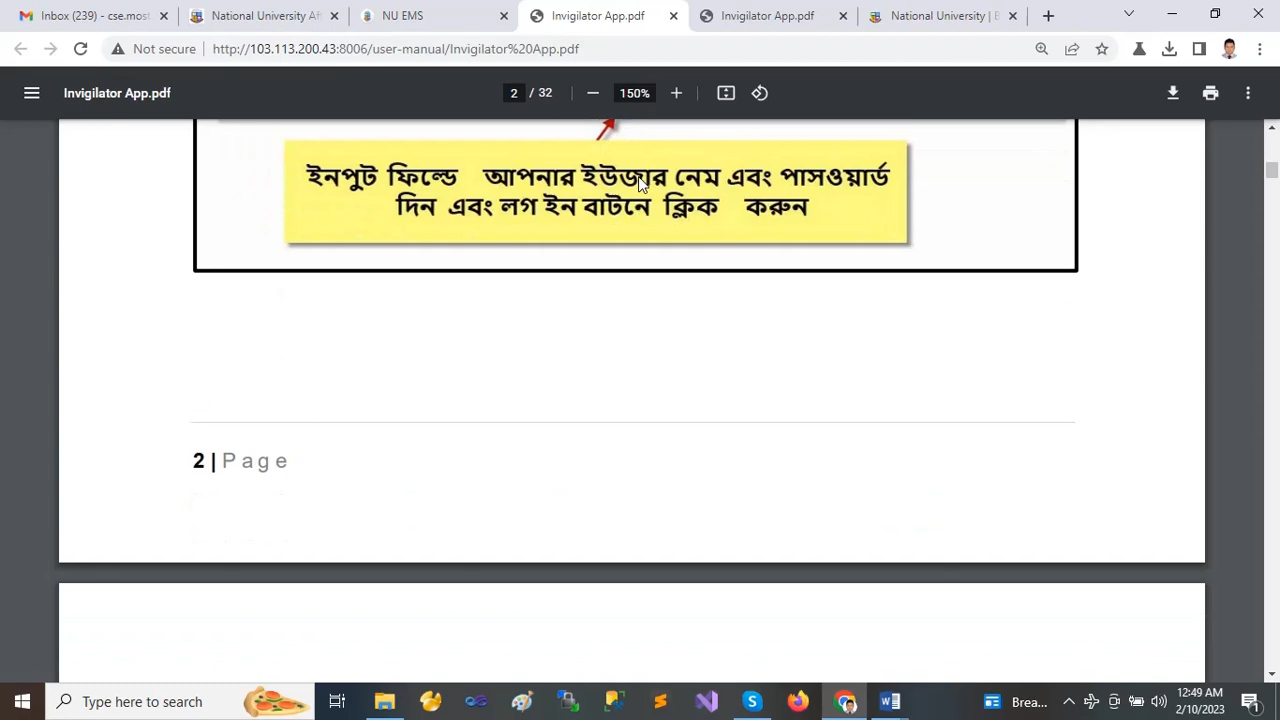 Inbox (239) - cse.most
National University Af
NU EMS
Invigilator App.pdf
Invigilator App.pdf
National University | B
Not secure
http://103.113.200.43:8006/user-manual/Invigilator%20App.pdf
Invigilator App.pdf
2 / 32
150%
ইনপুট ফিল্ডে আপনার ইউজার নেম এবং পাসওয়ার্ড
দিন এবং লগ ইন বাটনে ক্লিক করুন
2 | Page
Type here to search
Brea...
12:49 AM
2/10/2023
1